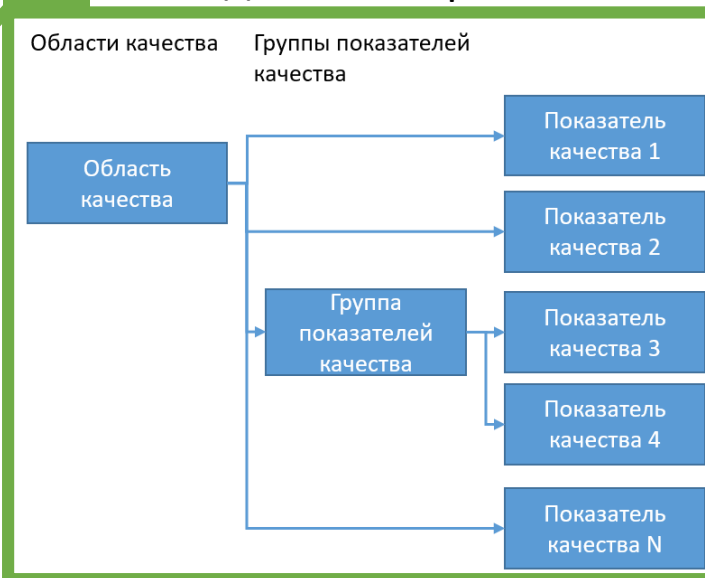 Области качества
Группы показателей
качества
Показатель
качества 1
Область
качества
Показатель
качества 2
Группа
показателей
качества
Показатель
качества 3
Показатель
качества 4
Показатель
качества N